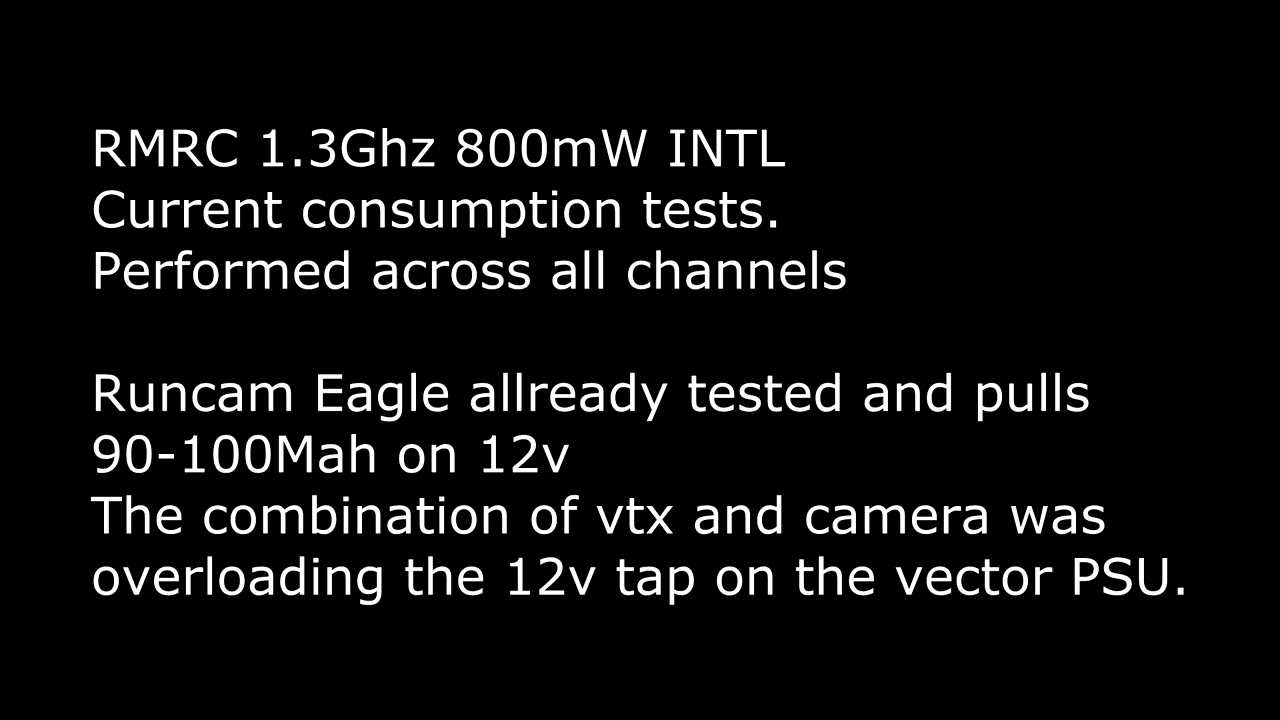 RMRC 1.3Ghz 800mW INTL
Current consumption tests.
Performed across all channels
Runcam Eagle allready tested and pulls
90-100Mah on 12v
The combination of vtx and camera was
overloading the 12v tap on the vector PSU.